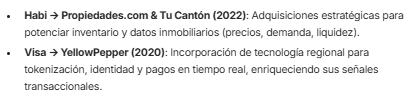 • Habi → Propiedades.com & Tu Cantón (2022): Adquisiciones estratégicas para
potenciar inventario y datos inmobiliarios (precios, demanda, liquidez).
• Visa → YellowPepper (2020): Incorporación de tecnología regional para
tokenización, identidad y pagos en tiempo real, enriqueciendo sus señales
transaccionales.